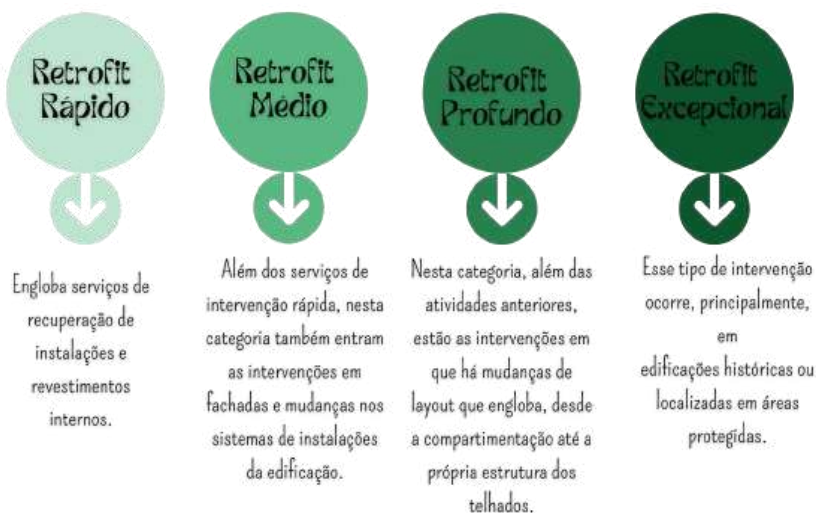 Retrofit
Rápido
Engloba serviços de
recuperação de
instalações e
revestimentos
internos.
Retrofit
Médio
Além dos serviços de
intervenção rápida, nesta
categoria também entram
as intervenções em
fachadas e mudanças nos
sistemas de instalações
da edificação.
Retrofit
Profundo
Nesta categoria, além das
atividades anteriores,
estão as intervenções em
que há mudanças de
layout que engloba, desde
a compartimentação até a
própria estrutura dos
telhados.
Retrofit
Excepcional
Esse tipo de intervenção
ocorre, principalmente,
em
edificações históricas ou
localizadas em áreas
protegidas.